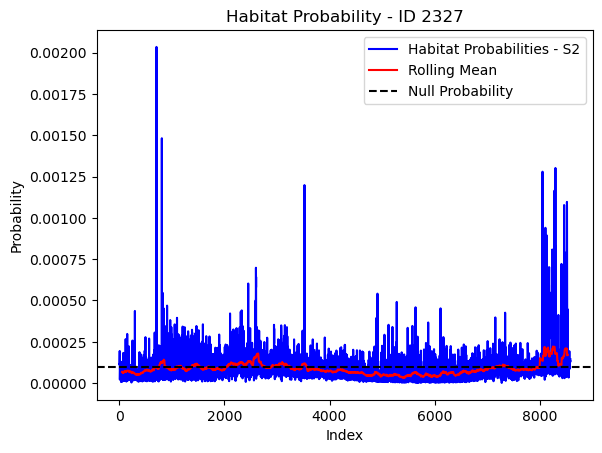 Habitat Probability - ID 2327
Habitat Probabilities - S2
Rolling Mean
Null Probability
0.00200
0.00175
0.00150
0.00125
0.00100
0.00075
0.00050
0.00025
0.00000
Probability
0 2000 4000 6000 8000
Index